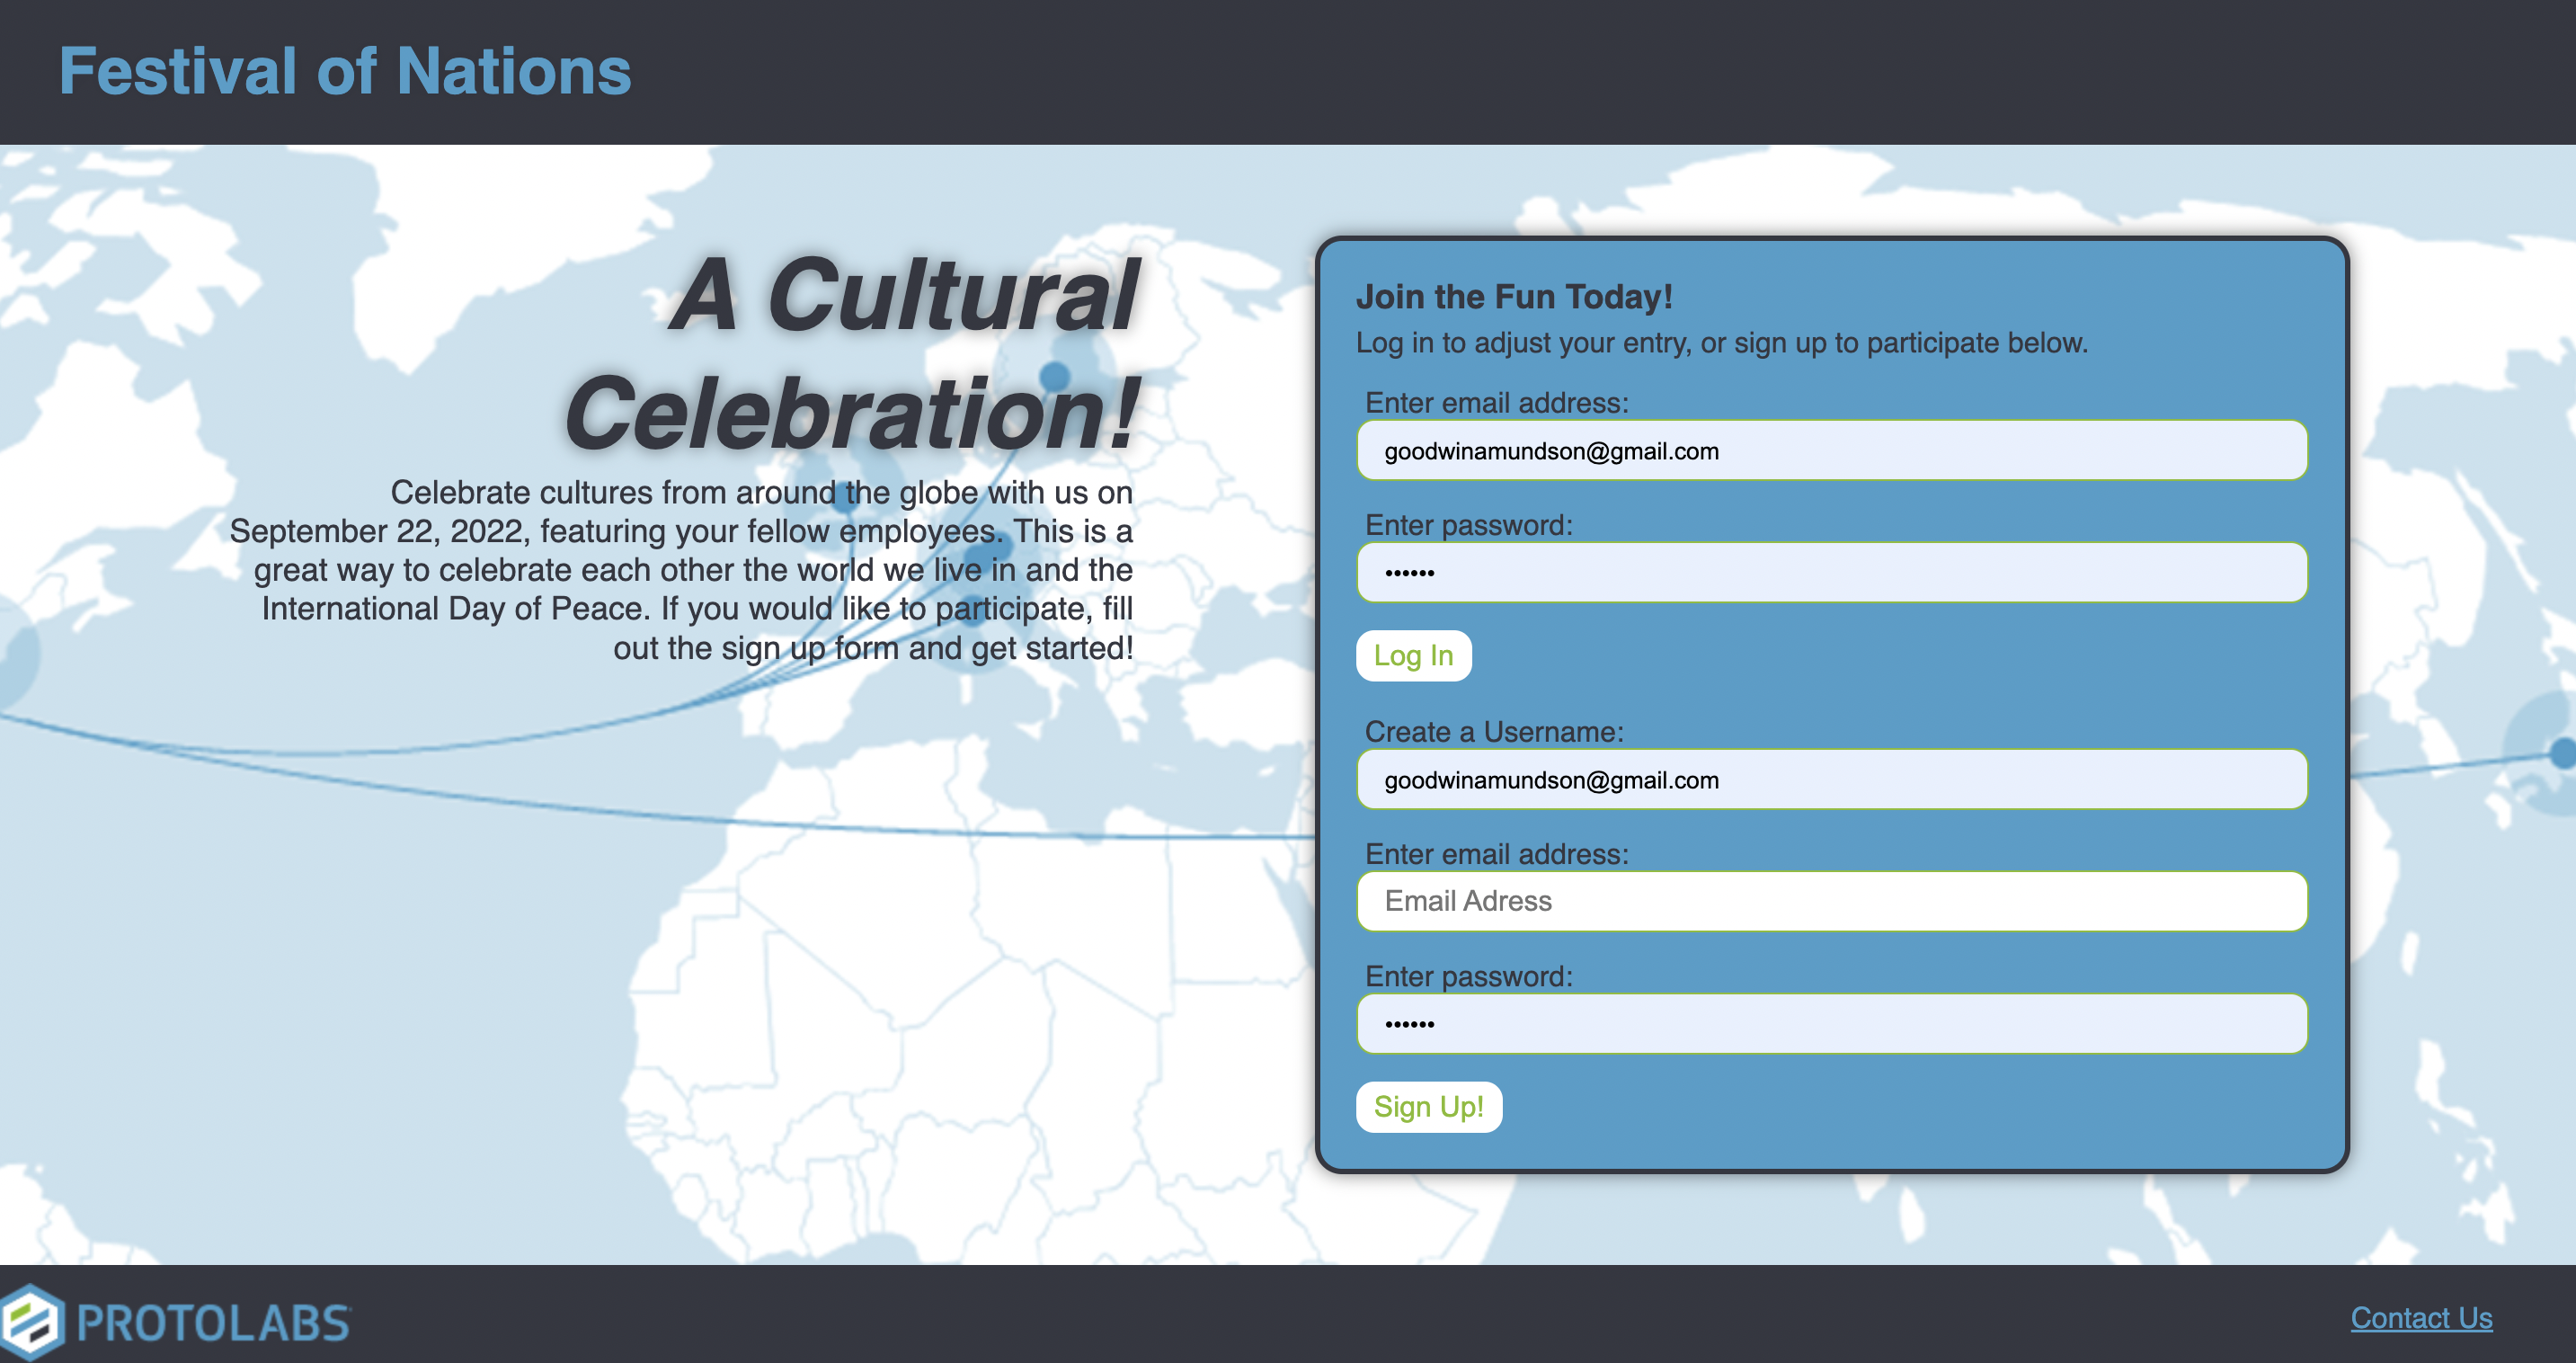 Festival of Nations
A Cultural
Celebration!
Celebrate cultures from around the globe with us on
September 22, 2022, featuring your fellow employees. This is a
great way to celebrate each other the world we live in and the
International Day of Peace. If you would like to participate, fill
out the sign up form and get started!
Join the Fun Today!
Log in to adjust your entry, or sign up to participate below.
Enter email address:
goodwinamundson@gmail.com
Enter password:
••••••
Log In
Create a Username:
goodwinamundson@gmail.com
Enter email address:
Email Adress
Enter password:
••••••
Sign Up!
PROTOLABS
Contact Us